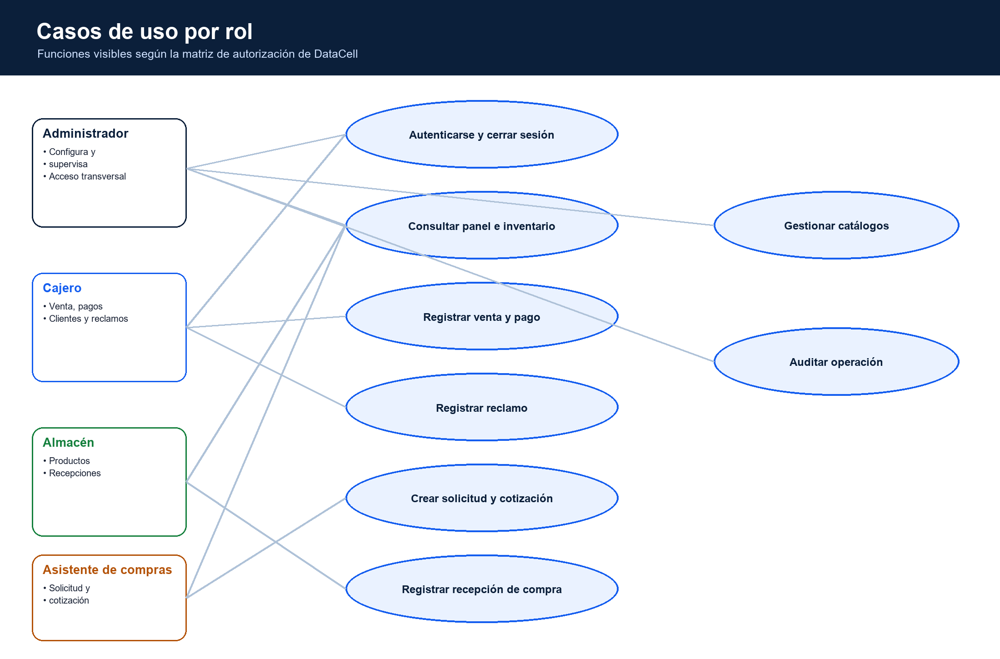 Casos de uso por rol
Funciones visibles según la matriz de autorización de DataCell
Administrador
• Configura y
• supervisa
• Acceso transversal
Cajero
• Venta, pagos
• Clientes y reclamos
Almacén
• Productos
• Recepciones
Asistente de compras
• Solicitud y
• cotización
Autenticarse y cerrar sesión
Consultar panel e inventario
Registrar venta y pago
Registrar reclamo
Crear solicitud y cotización
Registrar recepción de compra
Gestionar catálogos
Auditar operación